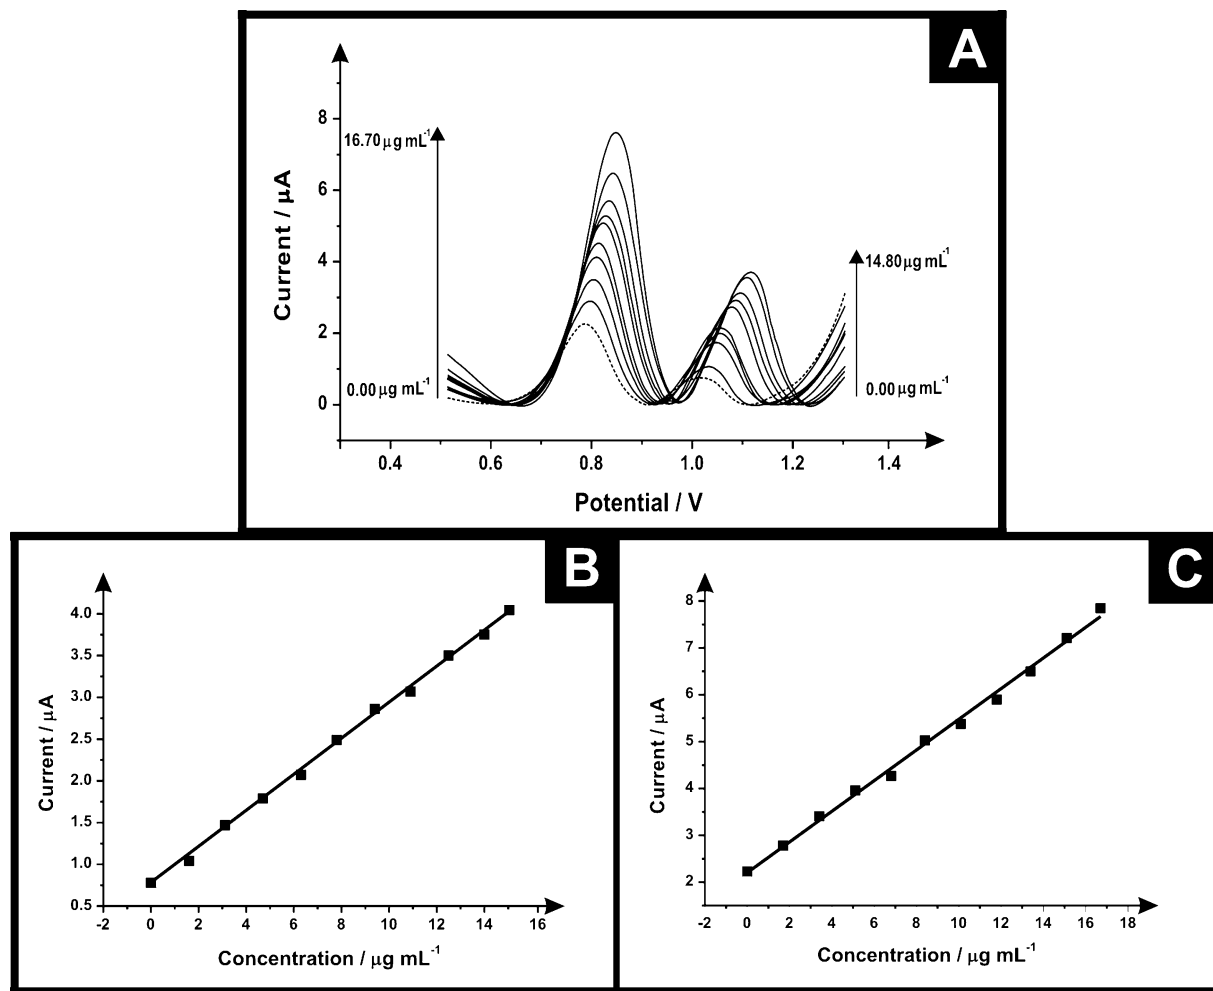 A
Current / µA
8
6
4
2
0
16.70 µg mL⁻¹
0.00 µg mL⁻¹
14.80 µg mL⁻¹
0.00 µg mL⁻¹
0.4 0.6 0.8 1.0 1.2 1.4
Potential / V
B
Current / µA
4.0
3.5
3.0
2.5
2.0
1.5
1.0
0.5
-2 0 2 4 6 8 10 12 14 16
Concentration / µg mL⁻¹
C
Current / µA
8
7
6
5
4
3
2
-2 0 2 4 6 8 10 12 14 16 18
Concentration / µg mL⁻¹